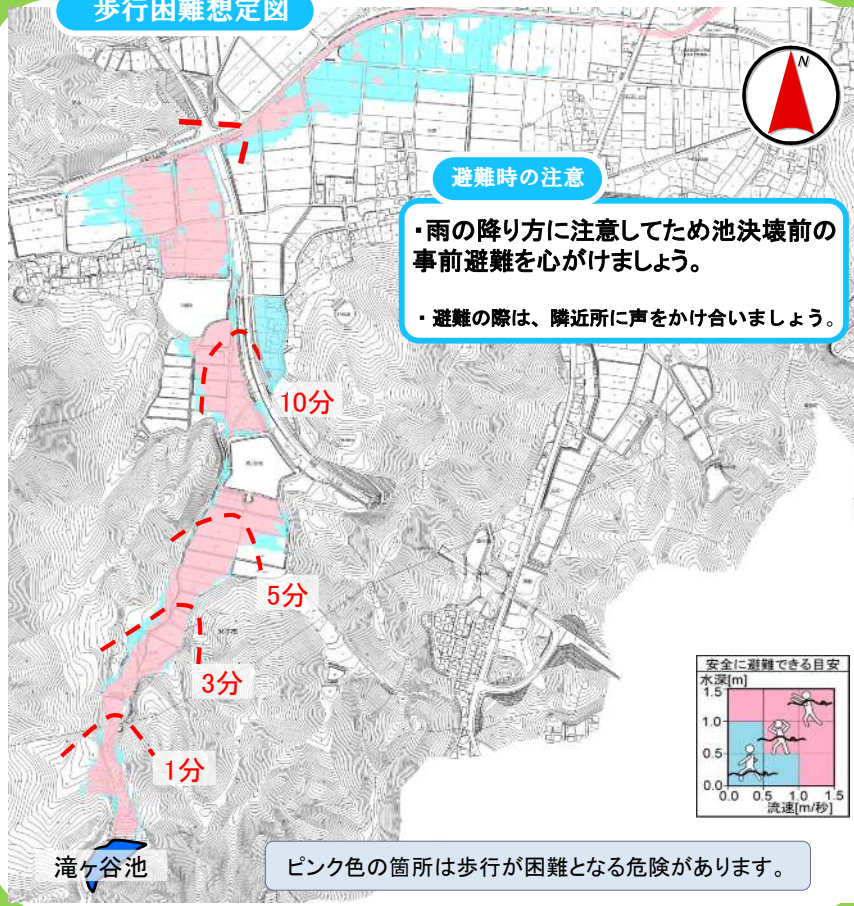 歩行困難想定図
N
避難時の注意
・雨の降り方に注意してため池決壊前の
事前避難を心がけましょう。
・避難の際は、隣近所に声をかけ合いましょう。
10分
5分
3分
1分
滝ヶ谷池
安全に避難できる目安
水深[m]
1.5
1.0
0.5
0.0
0.0 0.5 1.0 1.5
流速[m/秒]
ピンク色の箇所は歩行が困難となる危険があります。